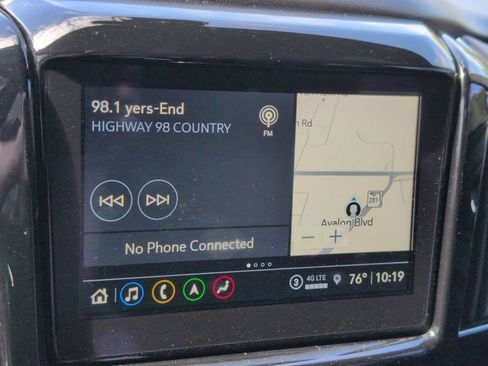 98.1 yers-End
HIGHWAY 98 COUNTRY
FM
No Phone Connected
Rd
281
Avalon Blvd
− +
3 4G LTE 76° 10:19